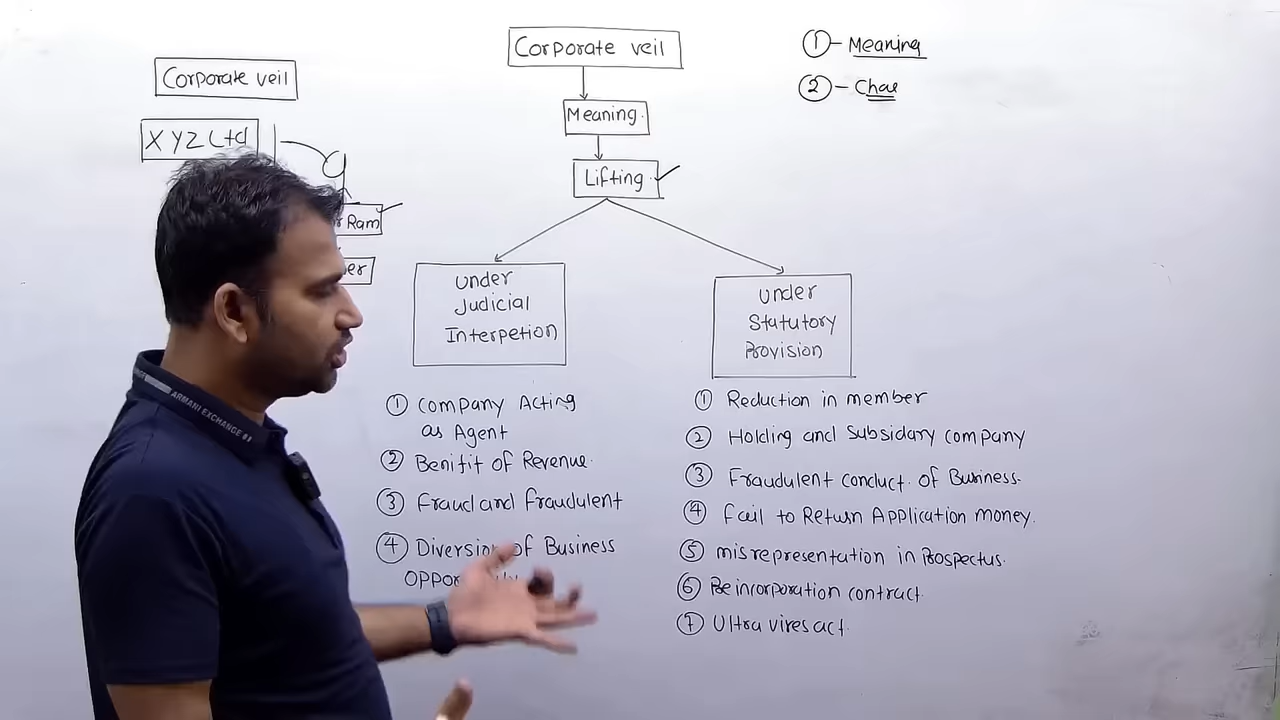 Corporate veil
XYZ Ltd
Ram
er
Corporate veil
Meaning.
Lifting
① - Meaning
② - Char
under
Judicial
Interpetion
① Company Acting
as Agent
② Benifit of Revenue.
③ Fraud and fraudulent
④ Diversion of Business
under
Statutory
Provision
① Reduction in member
② Holding and Subsidary company
③ Fraudulent conduct. of Business.
④ Fail to Return Application money.
⑤ misrepresentation in Prospectus.
⑥ Preincorporation contract.
⑦ Ultra vires act.
ARMANI EXCHANGE